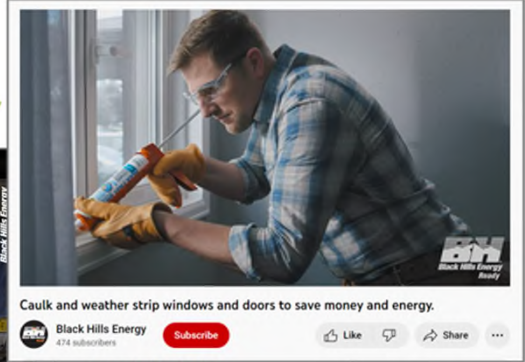 BH
Black Hills Energy
Ready
Black Hills Energy
Caulk and weather strip windows and doors to save money and energy.
BH
Black Hills Energy
474 subscribers
Subscribe
Like
Share